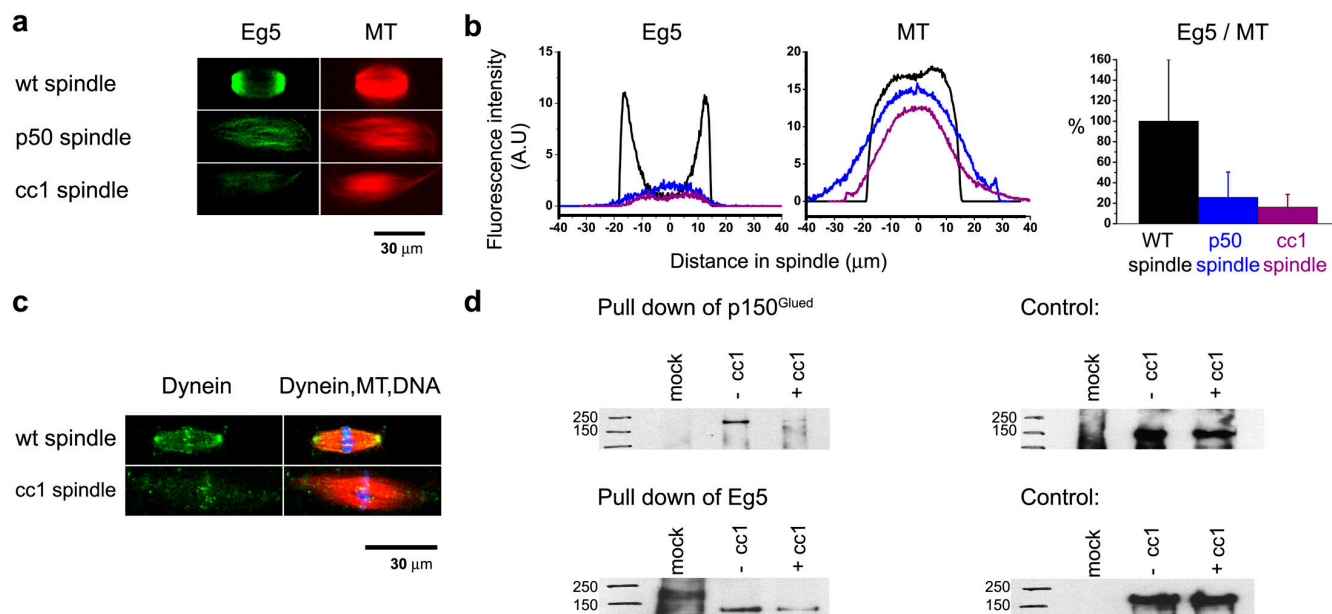 a
Eg5 MT
wt spindle
p50 spindle
cc1 spindle
30 μm
b
Eg5 MT Eg5 / MT
Fluorescence intensity
(A.U)
15
10
5
0
-40 -30 -20 -10 0 10 20 30 40
20
15
10
5
0
-40 -30 -20 -10 0 10 20 30 40
Distance in spindle (μm)
%
160
140
120
100
80
60
40
20
0
WT p50 cc1
spindle spindle spindle
c
Dynein Dynein,MT,DNA
wt spindle
cc1 spindle
30 μm
d
Pull down of p150Glued Control:
mock - cc1 + cc1 mock - cc1 + cc1
250 250
150 150
Pull down of Eg5 Control:
mock - cc1 + cc1 mock - cc1 + cc1
250 250
150 150